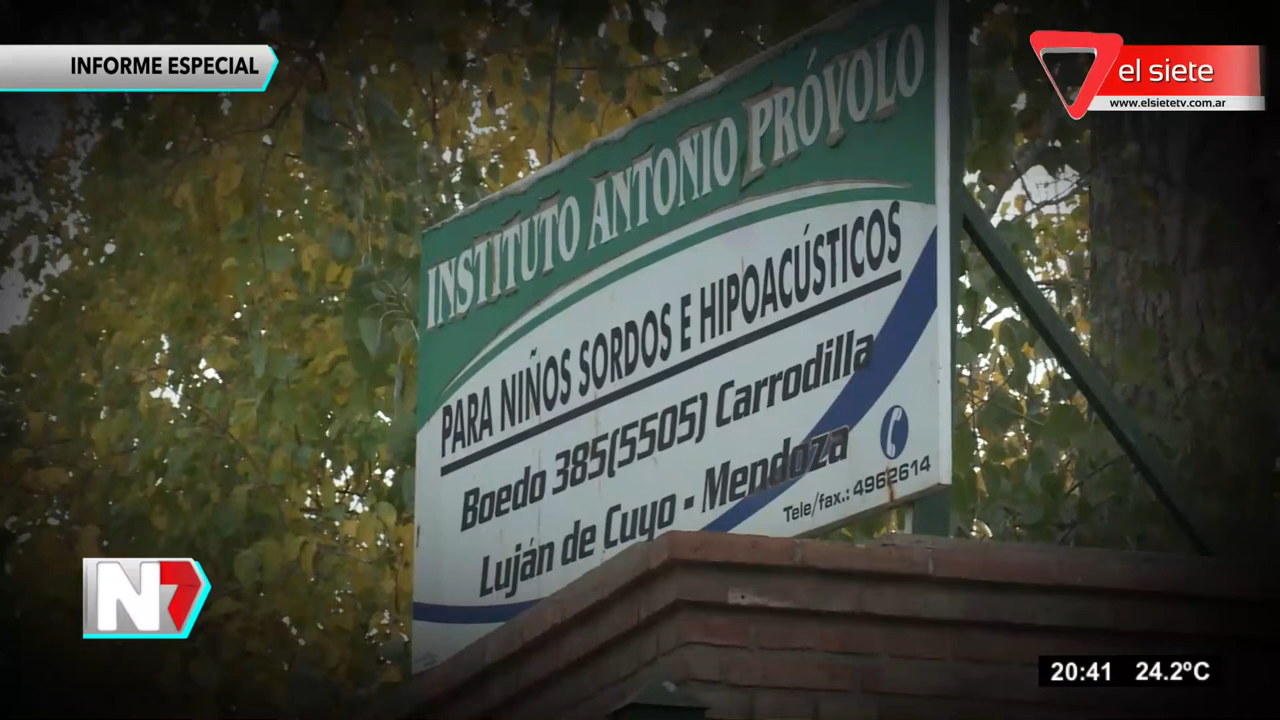 INFORME ESPECIAL
el siete
www.elsietetv.com.ar
INSTITUTO ANTONIO PRÓVOLO
PARA NIÑOS SORDOS E HIPOACÚSTICOS
Boedo 385(5505) Carrodilla
Luján de Cuyo - Mendoza
Tele/fax.: 4962614
N7
20:41 24.2ºC